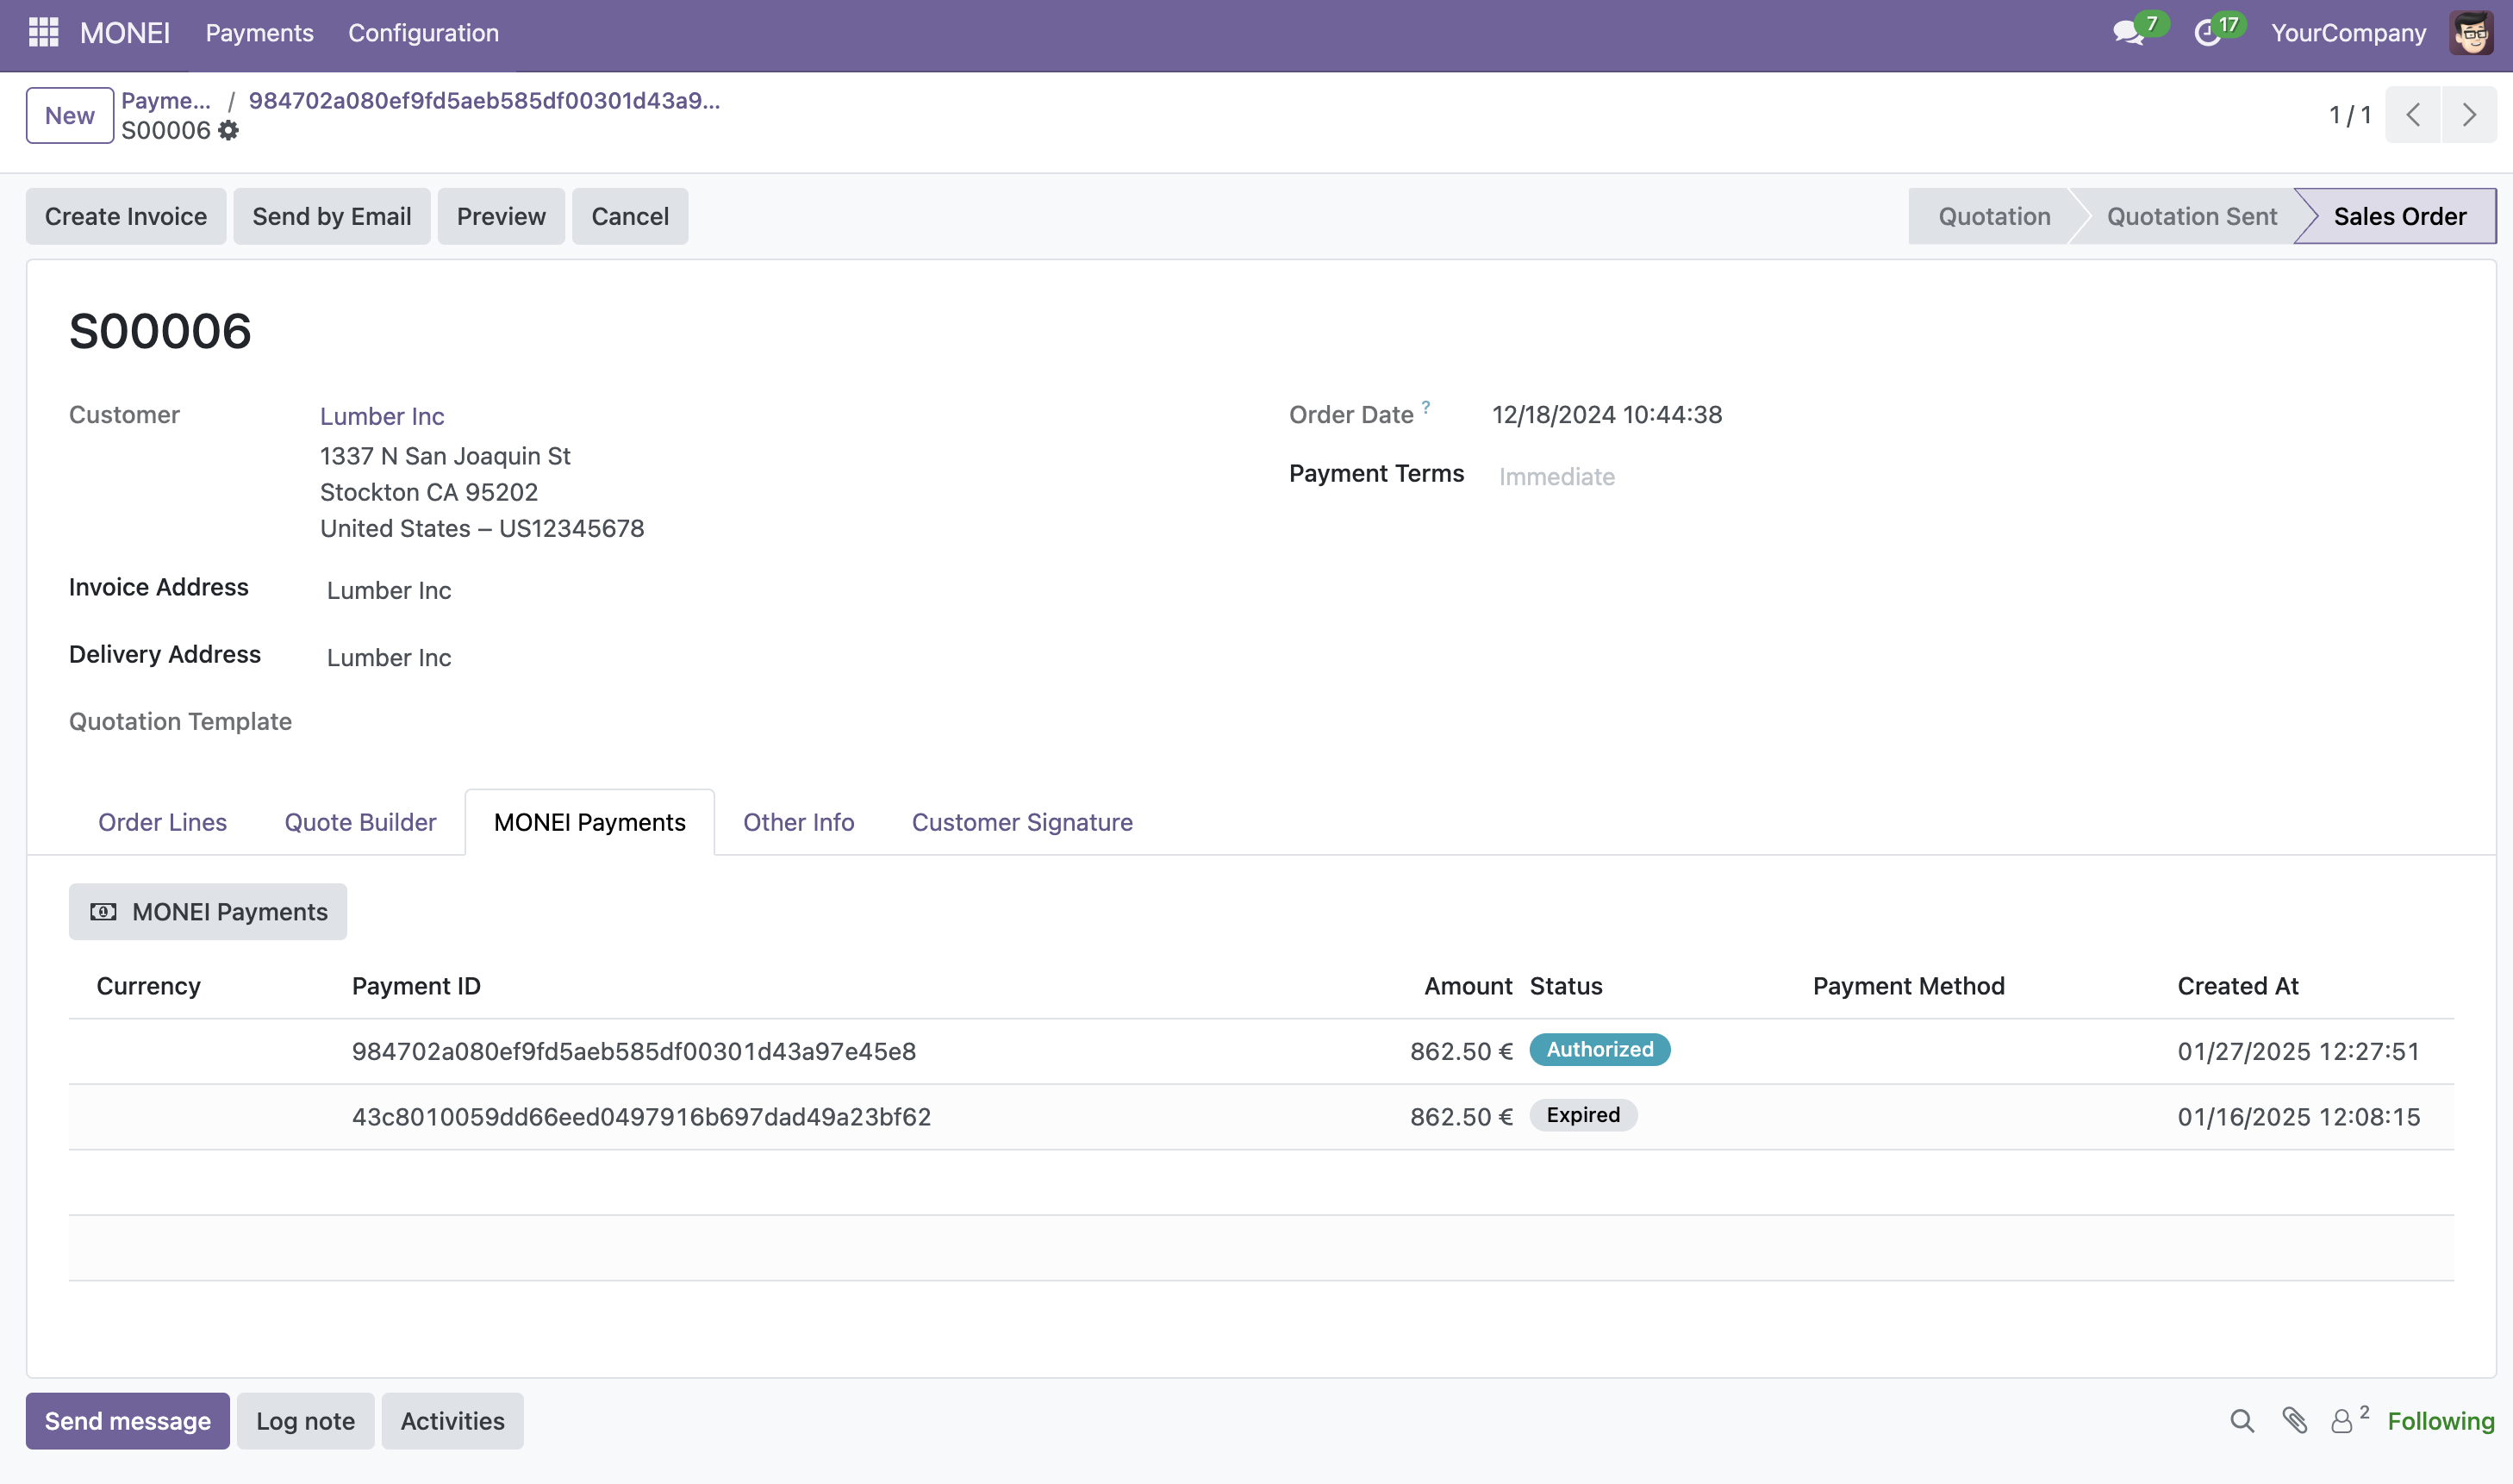 MONEI Payments Configuration 7 17 YourCompany
New Payme... / 984702a080ef9fd5aeb585df00301d43a9...
S00006
1 / 1
Create Invoice Send by Email Preview Cancel Quotation Quotation Sent Sales Order
S00006
Customer Lumber Inc
1337 N San Joaquin St
Stockton CA 95202
United States – US12345678
Order Date ? 12/18/2024 10:44:38
Payment Terms Immediate
Invoice Address Lumber Inc
Delivery Address Lumber Inc
Quotation Template
Order Lines Quote Builder MONEI Payments Other Info Customer Signature
MONEI Payments
Currency Payment ID Amount Status Payment Method Created At
984702a080ef9fd5aeb585df00301d43a97e45e8 862.50 € Authorized 01/27/2025 12:27:51
43c8010059dd66eed0497916b697dad49a23bf62 862.50 € Expired 01/16/2025 12:08:15
Send message Log note Activities 2 Following